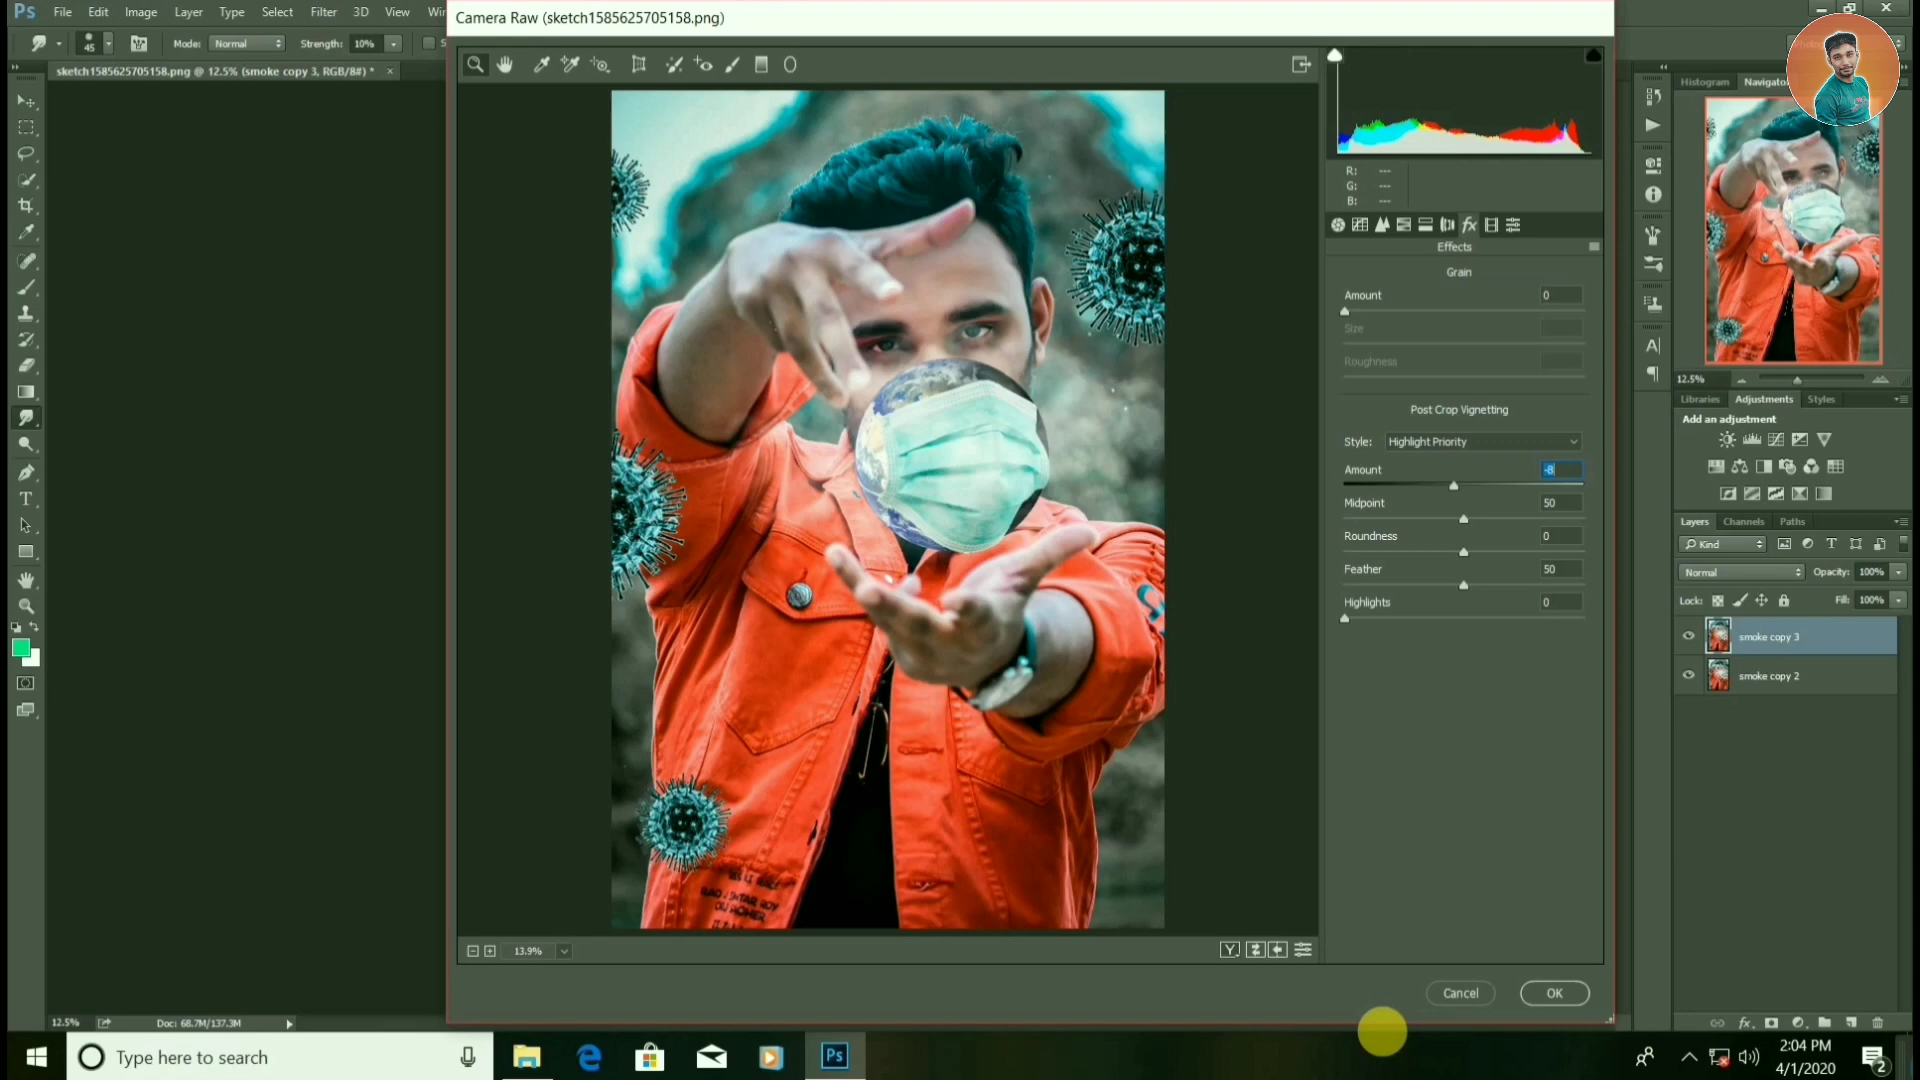 Ps File Edit Image Layer Type Select Filter 3D View
Camera Raw (sketch1585625705158.png)
45 Mode: Normal Strength: 10%
sketch1585625705158.png @ 12.5% (smoke copy 3, RGB/8#) * ×
Histogram Navigator
R: ---
G: ---
B: ---
Effects
Grain
Amount 0
Size
Roughness
Post Crop Vignetting
Style: Highlight Priority
Amount -8
Midpoint 50
Roundness 0
Feather 50
Highlights 0
12.5%
Libraries Adjustments Styles
Add an adjustment
Layers Channels Paths
Kind
Normal Opacity: 100%
Lock: Fill: 100%
smoke copy 3
smoke copy 2
13.9%
Y
Cancel OK
12.5% Doc: 68.7M/137.3M
Type here to search
Ps
2:04 PM
4/1/2020
2